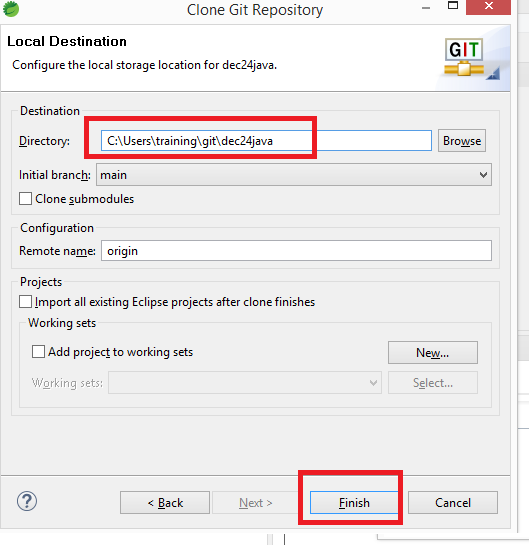 Clone Git Repository
Local Destination
Configure the local storage location for dec24java.
GIT
Destination
Directory: C:\Users\training\git\dec24java Browse
Initial branch: main
Clone submodules
Configuration
Remote name: origin
Projects
Import all existing Eclipse projects after clone finishes
Working sets
Add project to working sets New...
Working sets: Select...
? < Back Next > Finish Cancel